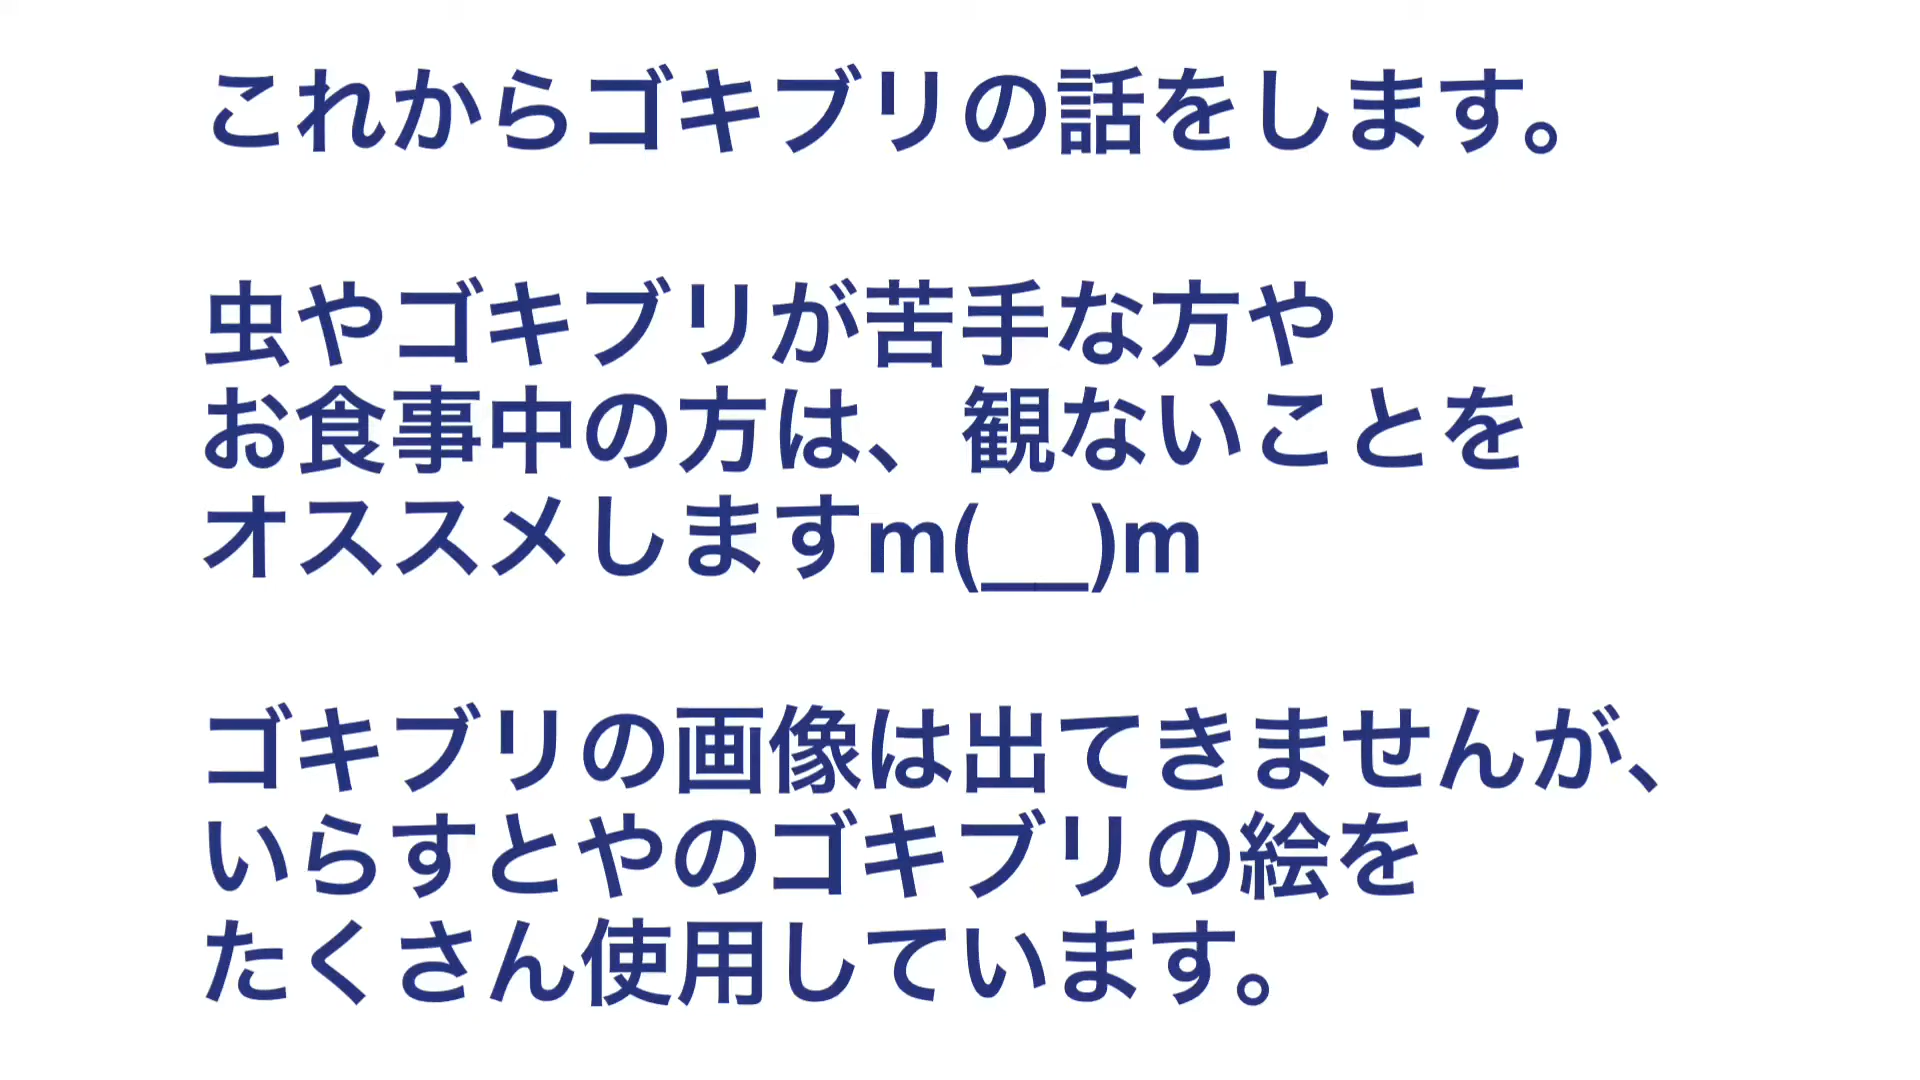 これからゴキブリの話をします。
虫やゴキブリが苦手な方や
お食事中の方は、観ないことを
オススメしますm(__)m
ゴキブリの画像は出てきませんが、
いらすとやのゴキブリの絵を
たくさん使用しています。